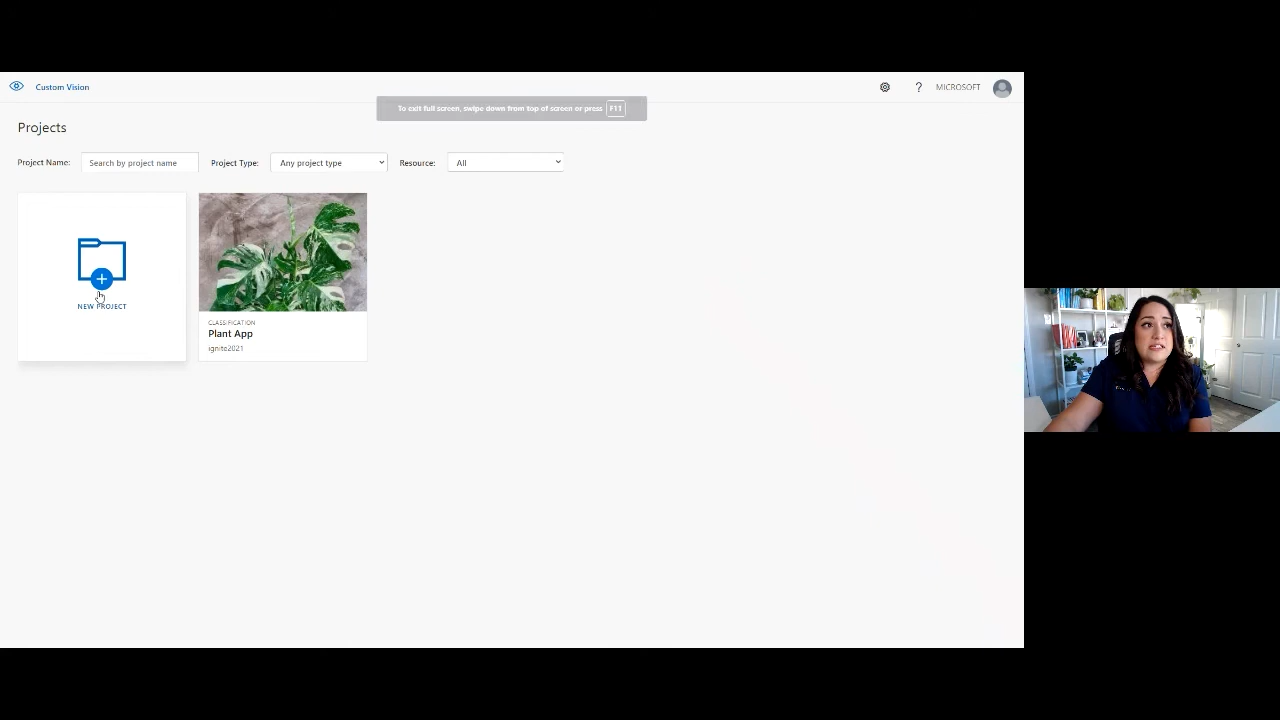 Custom Vision
MICROSOFT
To exit full screen, swipe down from top of screen or press F11
Projects
Project Name:
Search by project name
Project Type:
Any project type
Resource:
All
NEW PROJECT
CLASSIFICATION
Plant App
ignite2021